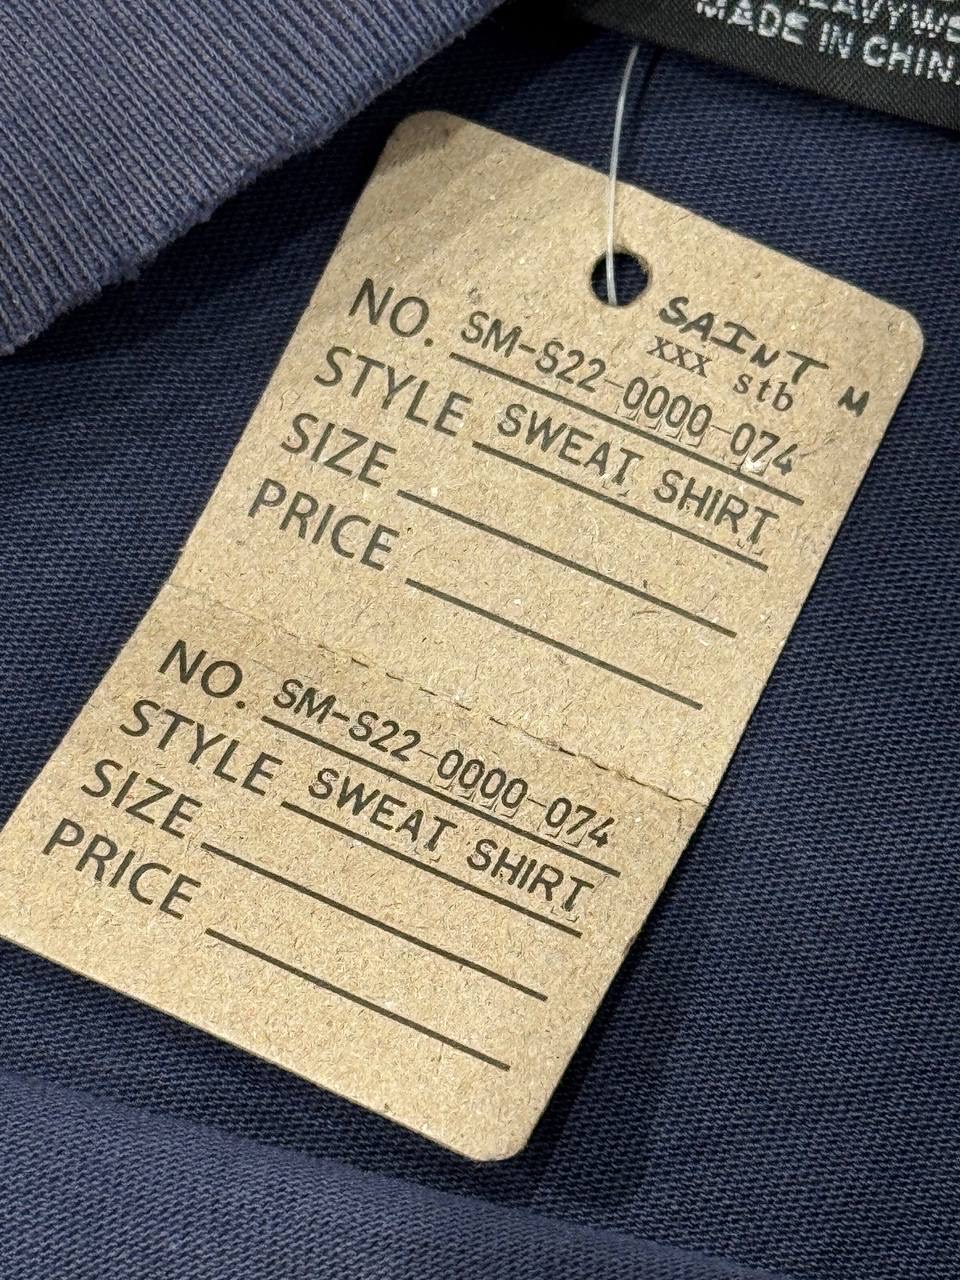 MADE IN CHINA
SAINT M
xxx stb
NO. SM-S22-0000-074
STYLE SWEAT SHIRT
SIZE
PRICE
NO. SM-S22-0000-074
STYLE SWEAT SHIRT
SIZE
PRICE